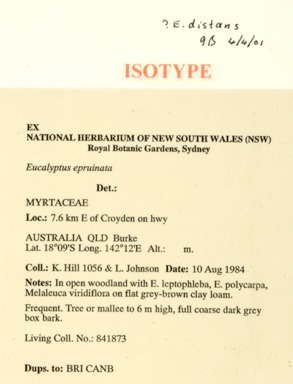 ? E. distans
9B 4/4/01
ISOTYPE
EX
NATIONAL HERBARIUM OF NEW SOUTH WALES (NSW)
Royal Botanic Gardens, Sydney
Eucalyptus epruinata
Det.:
MYRTACEAE
Loc.: 7.6 km E of Croyden on hwy
AUSTRALIA QLD Burke
Lat. 18°09'S Long. 142°12'E Alt.: m.
Coll.: K. Hill 1056 & L. Johnson Date: 10 Aug 1984
Notes: In open woodland with E. leptophleba, E. polycarpa,
Melaleuca viridiflora on flat grey-brown clay loam.
Frequent. Tree or mallee to 6 m high, full coarse dark grey
box bark.
Living Coll. No.: 841873
Dups. to: BRI CANB